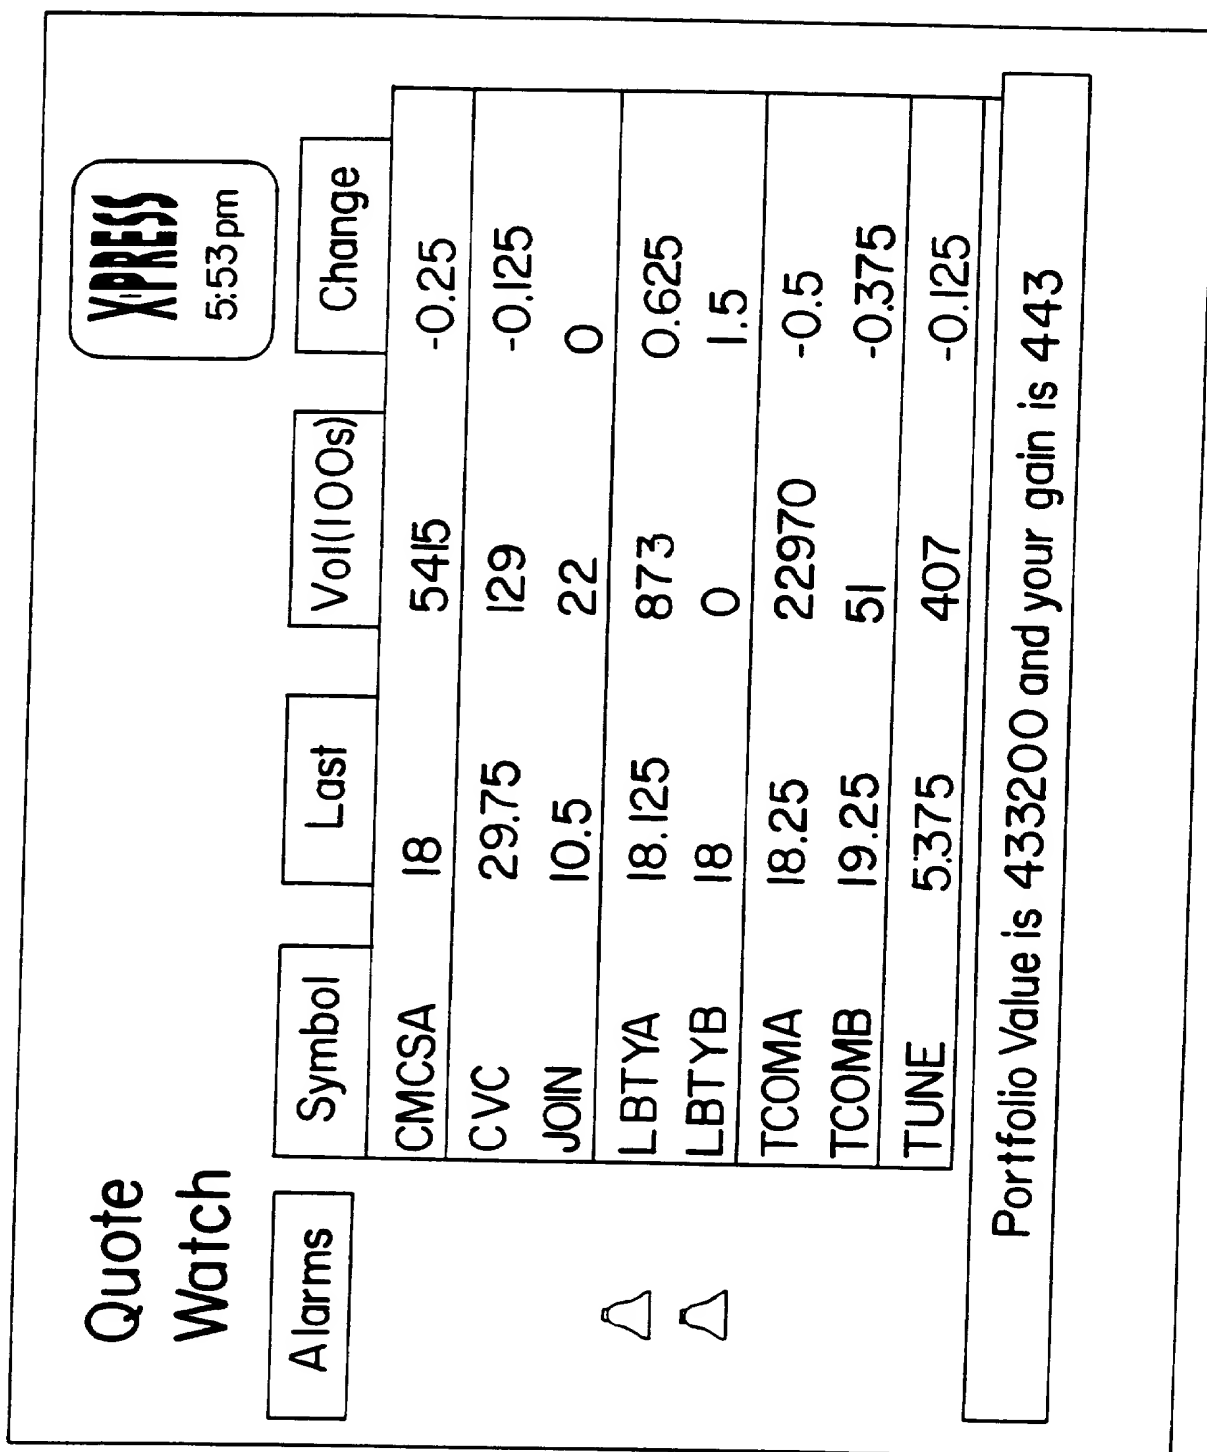 Quote
Watch
X·PRESS
5:53pm
Alarms Symbol Last Vol(100s) Change
CMCSA 18 5415 -0.25
CVC 29.75 129 -0.125
JOIN 10.5 22 0
LBTYA 18.125 873 0.625
LBTYB 18 0 1.5
TCOMA 18.25 22970 -0.5
TCOMB 19.25 51 -0.375
TUNE 5.375 407 -0.125
Portfolio Value is 433200 and your gain is 443